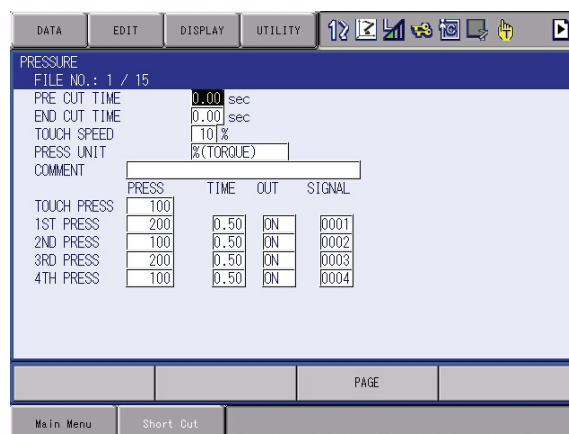 DATA EDIT DISPLAY UTILITY
PRESSURE
FILE NO.: 1 / 15
PRE CUT TIME 0.00 sec
END CUT TIME 0.00 sec
TOUCH SPEED 10 %
PRESS UNIT %(TORQUE)
COMMENT
PRESS TIME OUT SIGNAL
TOUCH PRESS 100
1ST PRESS 200 0.50 ON 0001
2ND PRESS 100 0.50 ON 0002
3RD PRESS 200 0.50 ON 0003
4TH PRESS 100 0.50 ON 0004
PAGE
Main Menu Short Cut